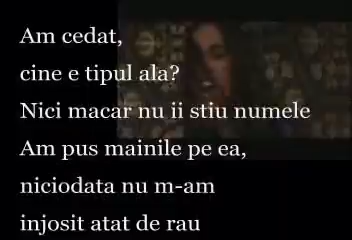 Am cedat,
cine e tipul ala?
Nici macar nu ii stiu numele
Am pus mainile pe ea,
niciodata nu m-am
injosit atat de rau